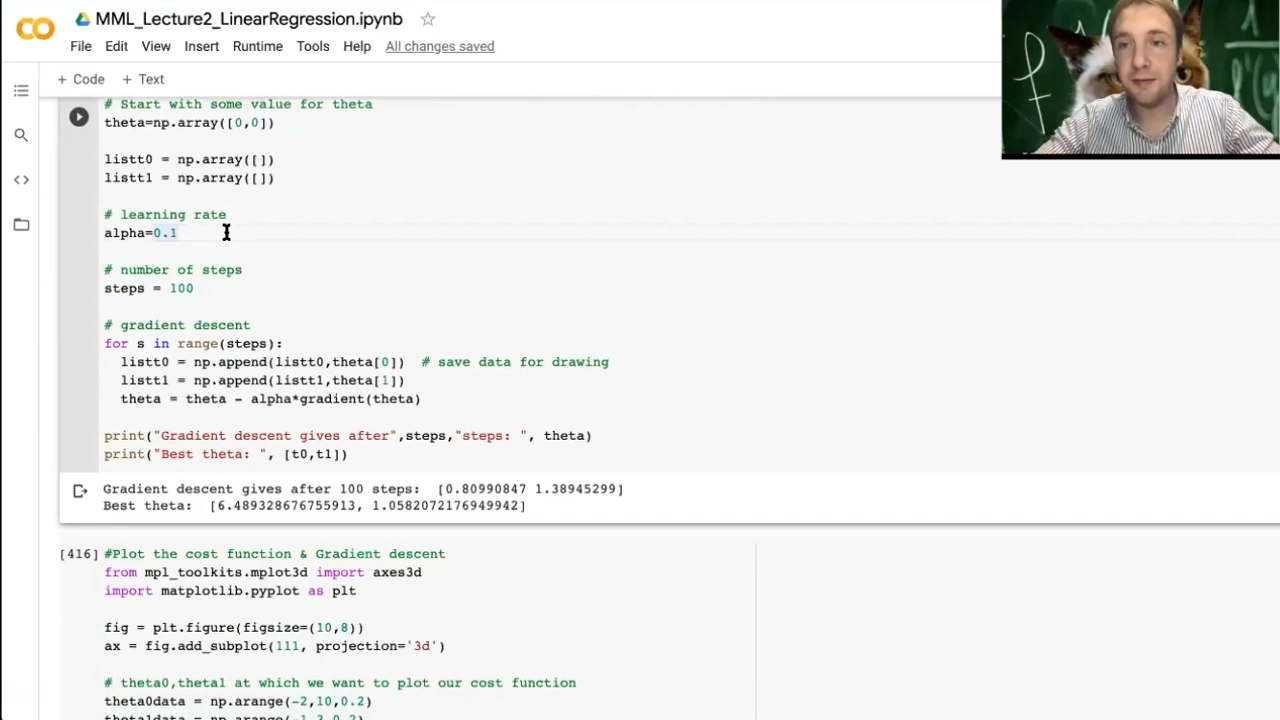 MML_Lecture2_LinearRegression.ipynb
File Edit View Insert Runtime Tools Help All changes saved
+ Code + Text
# Start with some value for theta
theta=np.array([0,0])
listt0 = np.array([])
listt1 = np.array([])
# learning rate
alpha=0.1
# number of steps
steps = 100
# gradient descent
for s in range(steps):
listt0 = np.append(listt0,theta[0]) # save data for drawing
listt1 = np.append(listt1,theta[1])
theta = theta - alpha*gradient(theta)
print("Gradient descent gives after",steps,"steps: ", theta)
print("Best theta: ", [t0,t1])
Gradient descent gives after 100 steps: [0.80990847 1.38945299]
Best theta: [6.489328676755913, 1.0582072176949942]
[416] #Plot the cost function & Gradient descent
from mpl_toolkits.mplot3d import axes3d
import matplotlib.pyplot as plt
fig = plt.figure(figsize=(10,8))
ax = fig.add_subplot(111, projection='3d')
# theta0,theta1 at which we want to plot our cost function
theta0data = np.arange(-2,10,0.2)
theta1data = np.arange(-1,3,0.2)